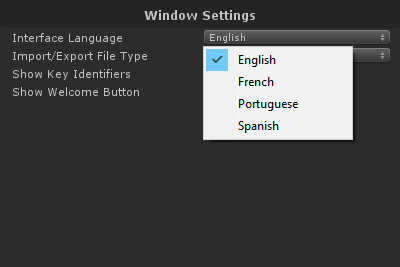 Window Settings
Interface Language English
Import/Export File Type
Show Key Identifiers
Show Welcome Button
English
French
Portuguese
Spanish